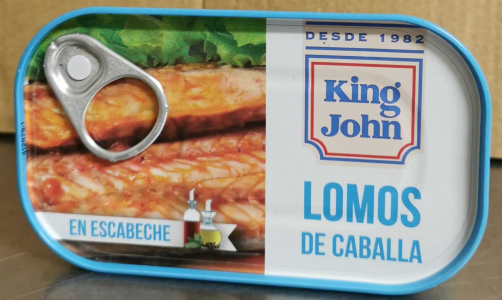 DESDE 1982
King
John
LOMOS
DE CABALLA
EN ESCABECHE